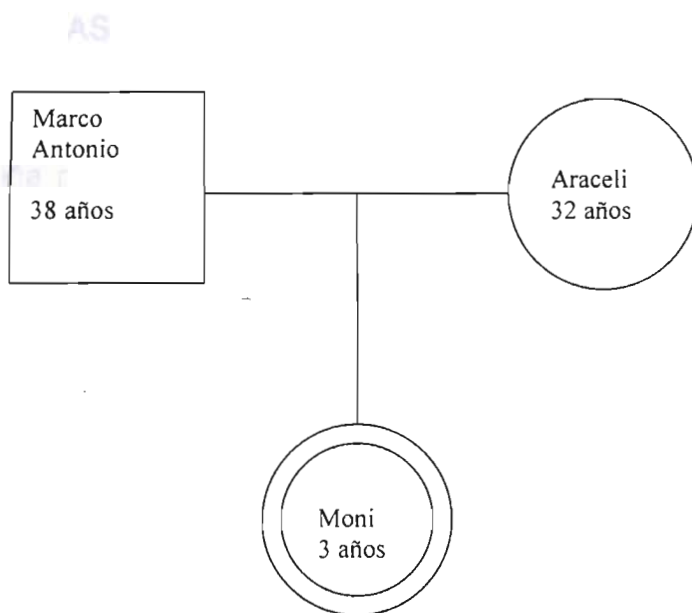 AS
Marco
Antonio
38 años
Araceli
32 años
Moni
3 años